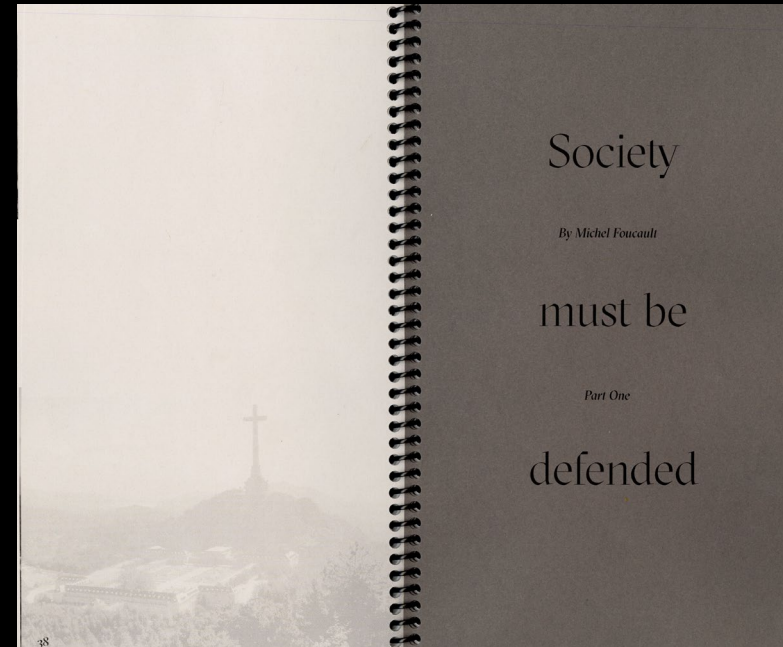 38
Society
By Michel Foucault
must be
Part One
defended